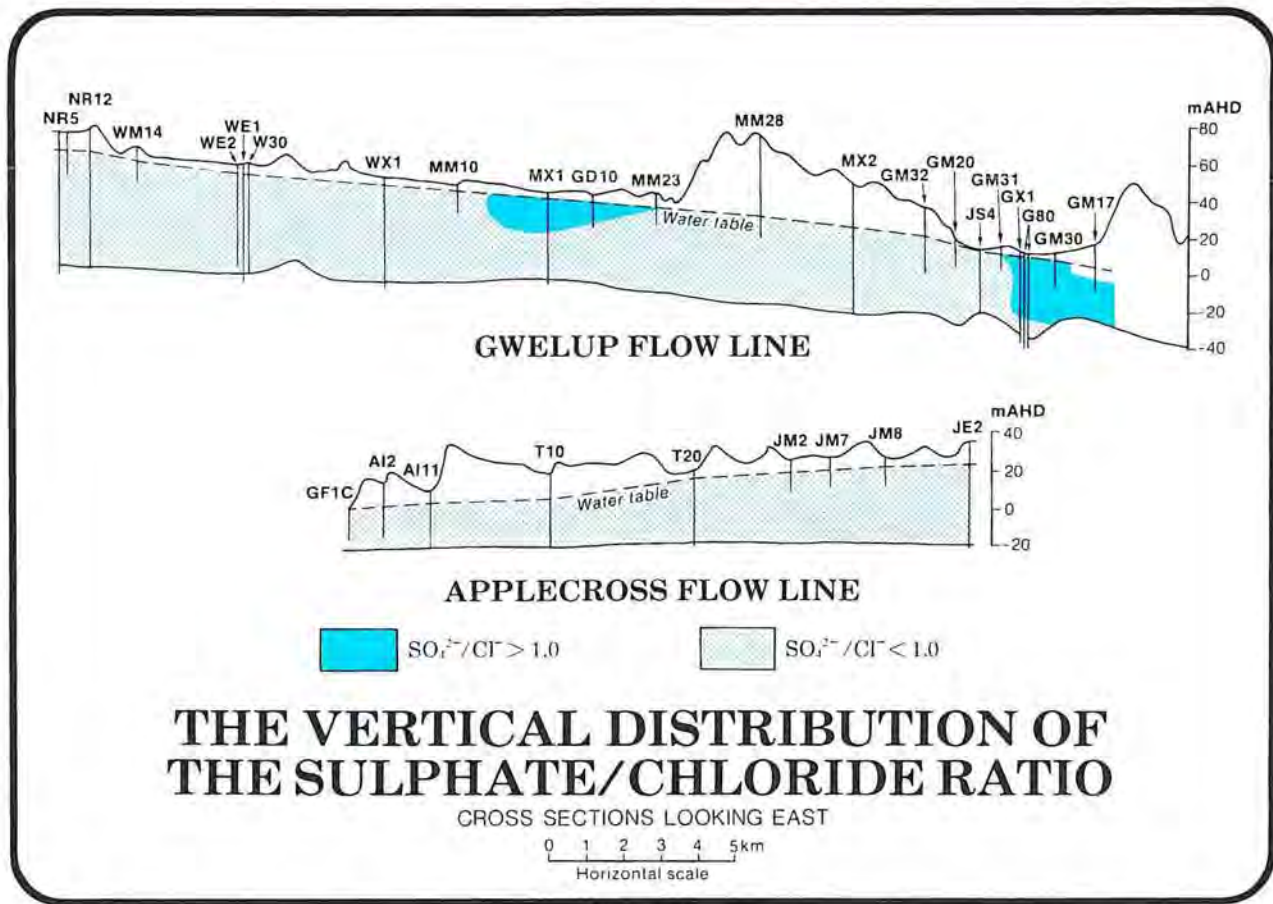 NR12
NR5
WM14
WE1
WE2
W30
WX1
MM10
MX1
GD10
MM23
MM28
MX2
GM32
GM20
GM31
JS4
GX1
G80
GM30
GM17
mAHD
80
60
40
20
0
-20
-40
Water table
GWELUP FLOW LINE
mAHD
40
20
0
-20
GF1C
AI2
AI11
T10
T20
JM2
JM7
JM8
JE2
Water table
APPLECROSS FLOW LINE
SO₄²⁻/Cl⁻ > 1.0
SO₄²⁻/Cl⁻ < 1.0
THE VERTICAL DISTRIBUTION OF
THE SULPHATE/CHLORIDE RATIO
CROSS SECTIONS LOOKING EAST
0 1 2 3 4 5km
Horizontal scale